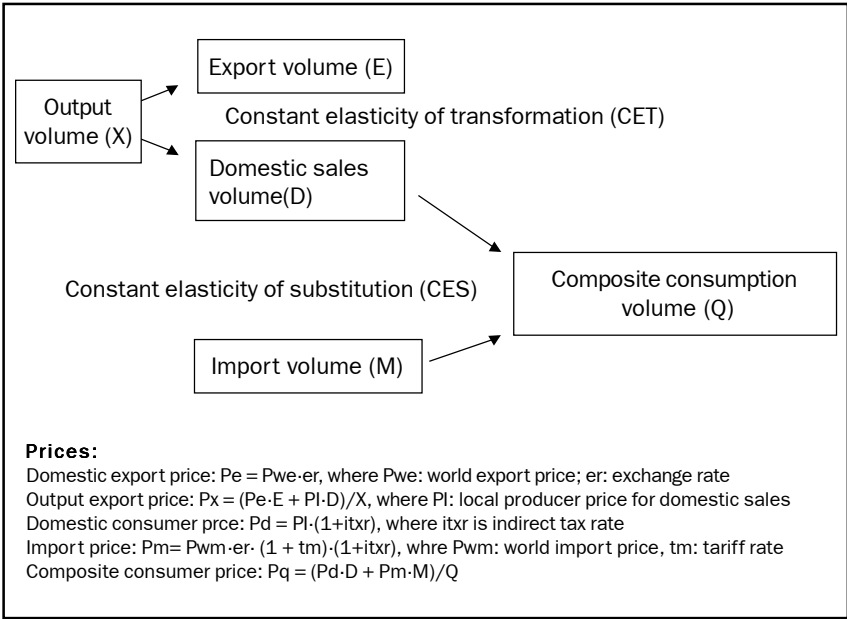 Export volume (E)
Output
volume (X)
Constant elasticity of transformation (CET)
Domestic sales
volume(D)
Composite consumption
volume (Q)
Constant elasticity of substitution (CES)
Import volume (M)
Prices:
Domestic export price: Pe = Pwe·er, where Pwe: world export price; er: exchange rate
Output export price: Px = (Pe·E + Pl·D)/X, where Pl: local producer price for domestic sales
Domestic consumer prce: Pd = Pl·(1+itxr), where itxr is indirect tax rate
Import price: Pm= Pwm·er· (1 + tm)·(1+itxr), whre Pwm: world import price, tm: tariff rate
Composite consumer price: Pq = (Pd·D + Pm·M)/Q